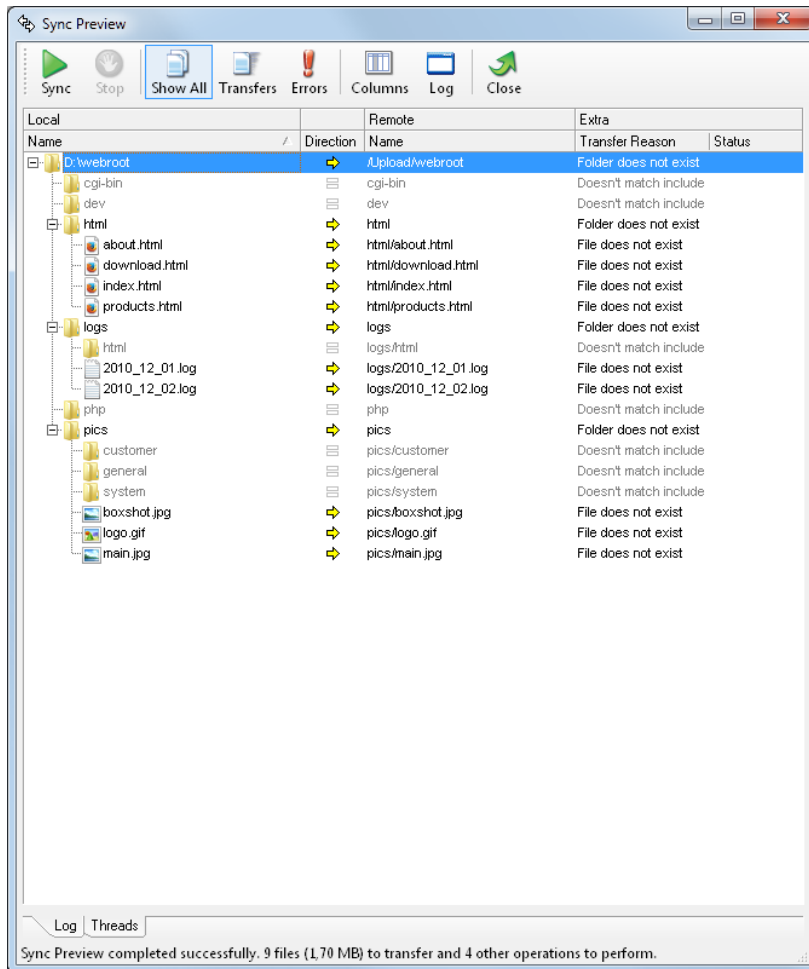 Sync Preview
Sync Stop Show All Transfers Errors Columns Log Close
Local Remote Extra
Name Direction Name Transfer Reason Status
D:\webroot /Upload/webroot Folder does not exist
cgi-bin cgi-bin Doesn't match include
dev dev Doesn't match include
html html Folder does not exist
about.html html/about.html File does not exist
download.html html/download.html File does not exist
index.html html/index.html File does not exist
products.html html/products.html File does not exist
logs logs Folder does not exist
html logs/html Doesn't match include
2010_12_01.log logs/2010_12_01.log File does not exist
2010_12_02.log logs/2010_12_02.log File does not exist
php php Doesn't match include
pics pics Folder does not exist
customer pics/customer Doesn't match include
general pics/general Doesn't match include
system pics/system Doesn't match include
boxshot.jpg pics/boxshot.jpg File does not exist
logo.gif pics/logo.gif File does not exist
main.jpg pics/main.jpg File does not exist
Log Threads
Sync Preview completed successfully. 9 files (1,70 MB) to transfer and 4 other operations to perform.